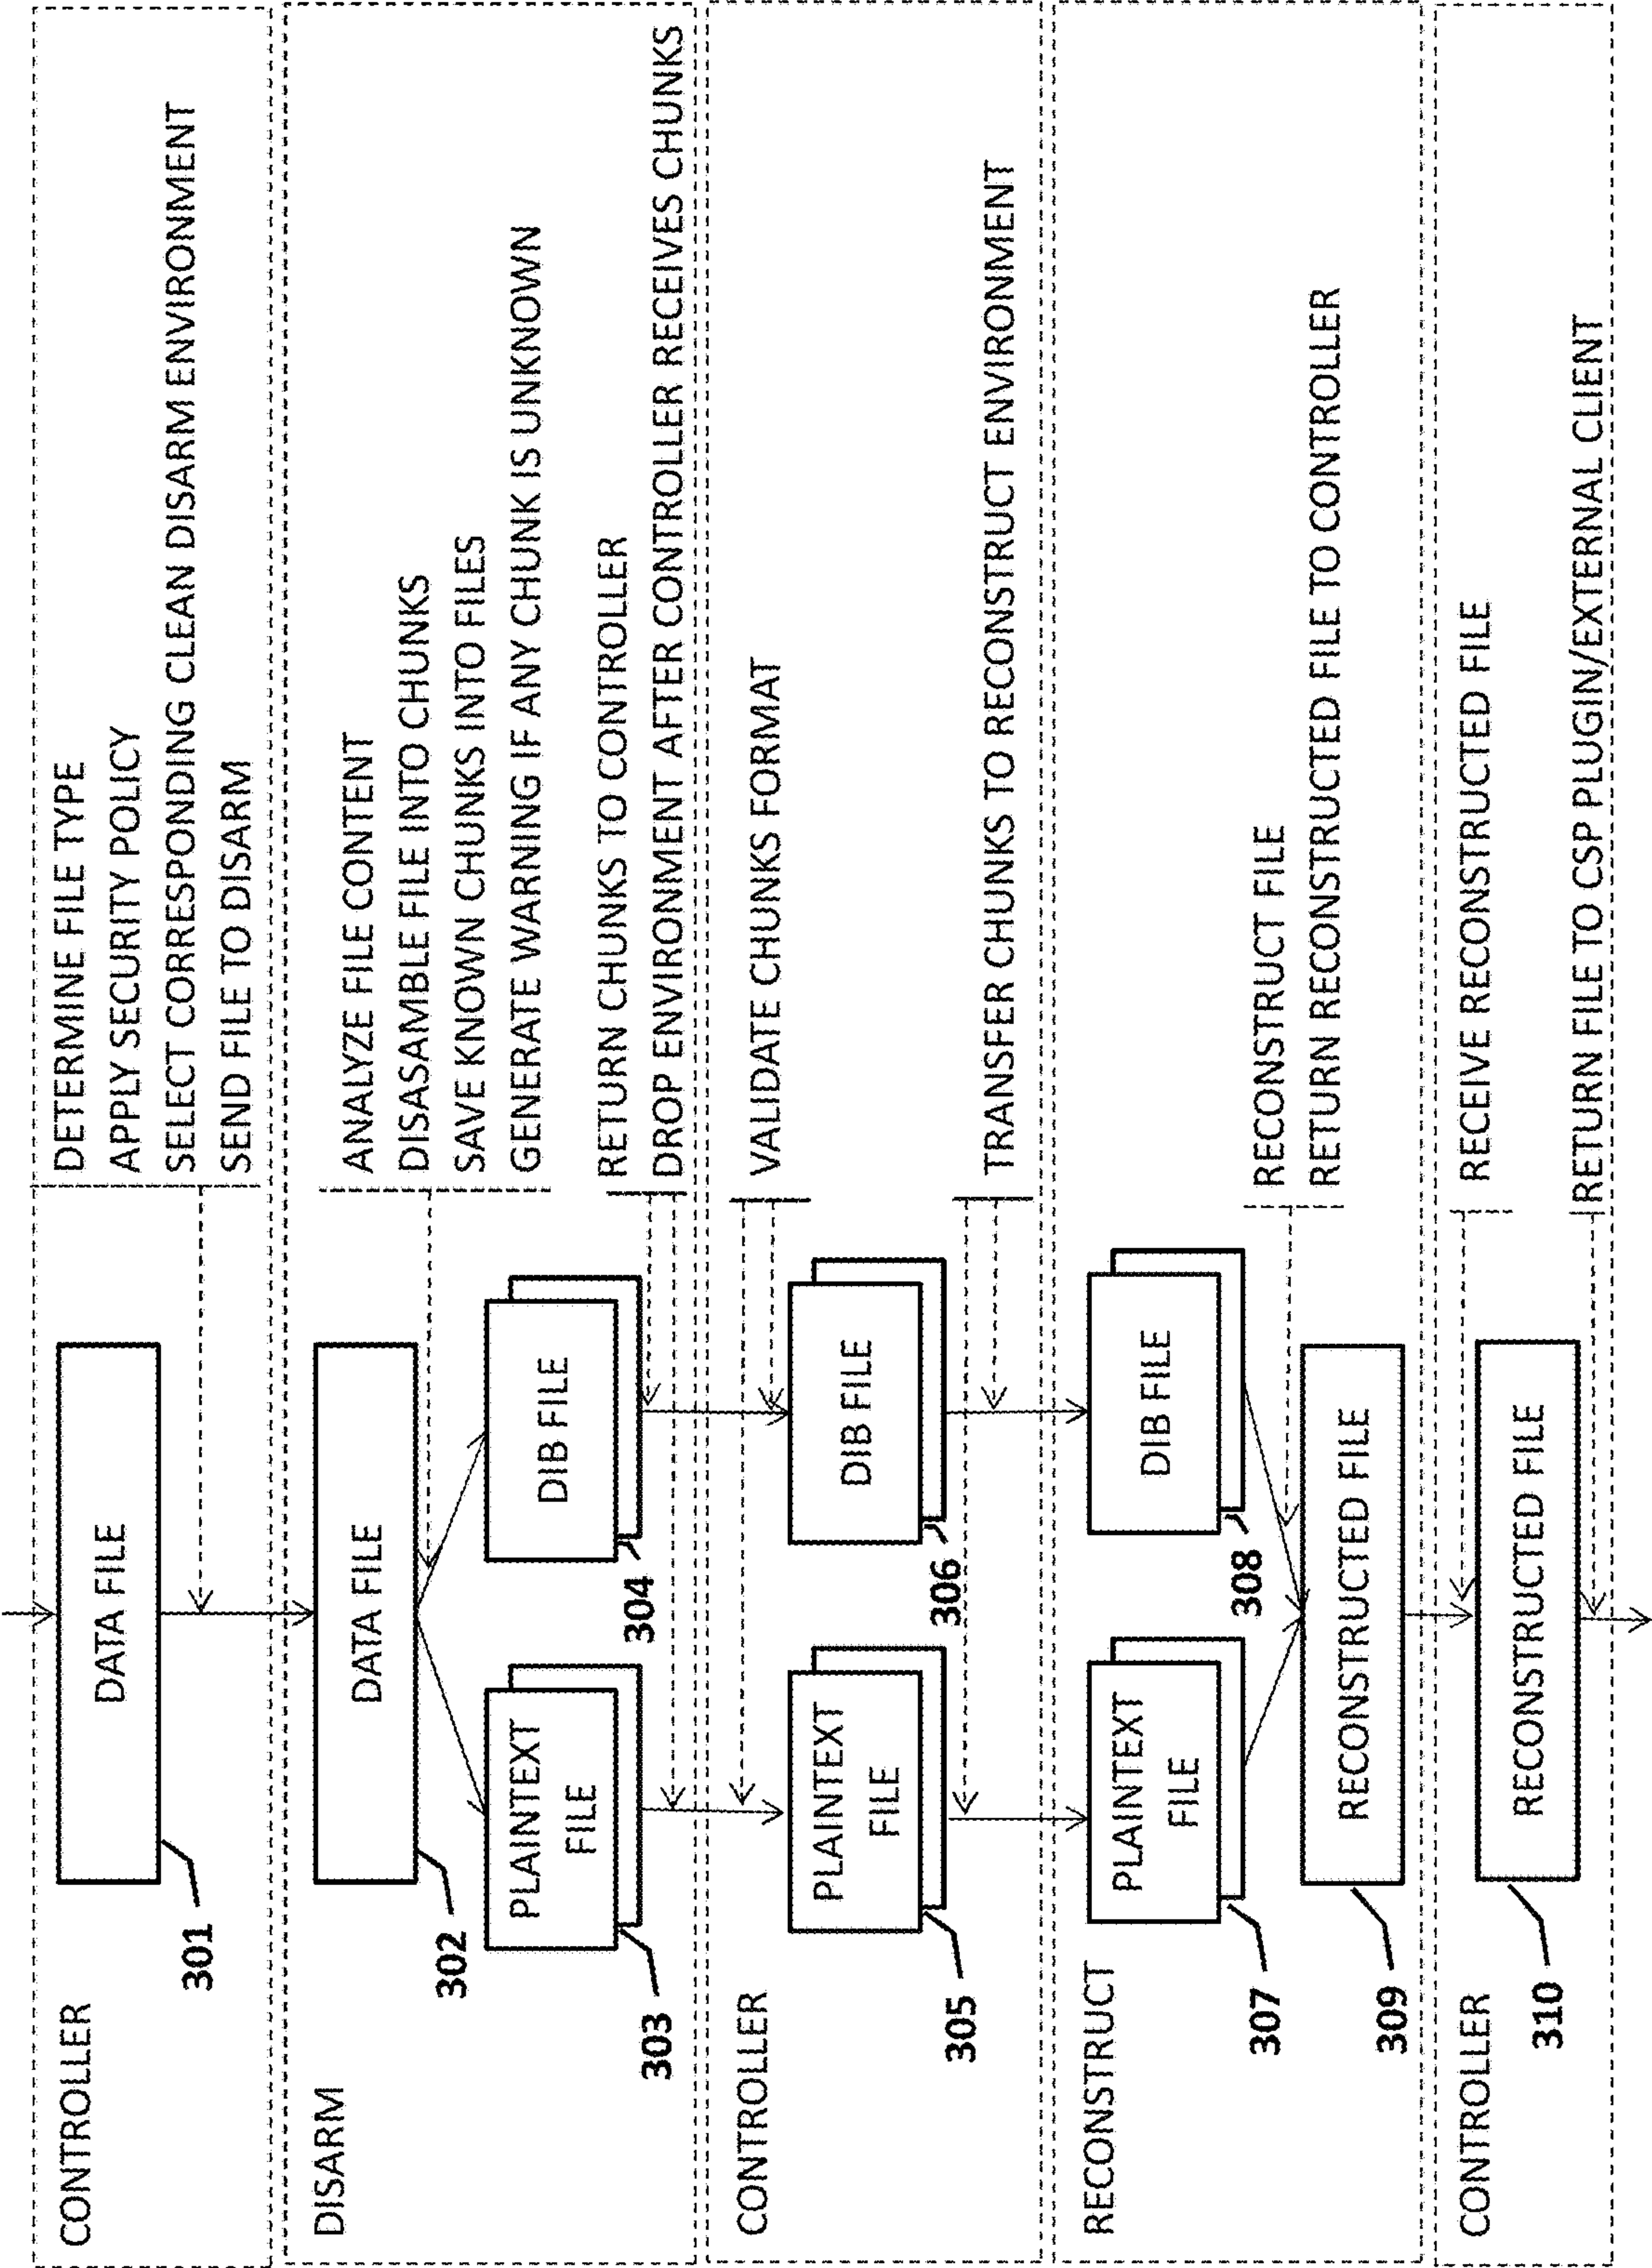 CONTROLLER
DATA FILE
301
DETERMINE FILE TYPE
APPLY SECURITY POLICY
SELECT CORRESPONDING CLEAN DISARM ENVIRONMENT
SEND FILE TO DISARM
DISARM
DATA FILE
302
ANALYZE FILE CONTENT
DISASAMBLE FILE INTO CHUNKS
SAVE KNOWN CHUNKS INTO FILES
GENERATE WARNING IF ANY CHUNK IS UNKNOWN
PLAINTEXT
FILE
303
DIB FILE
304
RETURN CHUNKS TO CONTROLLER
DROP ENVIRONMENT AFTER CONTROLLER RECEIVES CHUNKS
CONTROLLER
VALIDATE CHUNKS FORMAT
PLAINTEXT
FILE
305
DIB FILE
306
TRANSFER CHUNKS TO RECONSTRUCT ENVIRONMENT
RECONSTRUCT
PLAINTEXT
FILE
307
DIB FILE
308
RECONSTRUCT FILE
RETURN RECONSTRUCTED FILE TO CONTROLLER
RECONSTRUCTED FILE
309
CONTROLLER
RECEIVE RECONSTRUCTED FILE
RECONSTRUCTED FILE
310
RETURN FILE TO CSP PLUGIN/EXTERNAL CLIENT